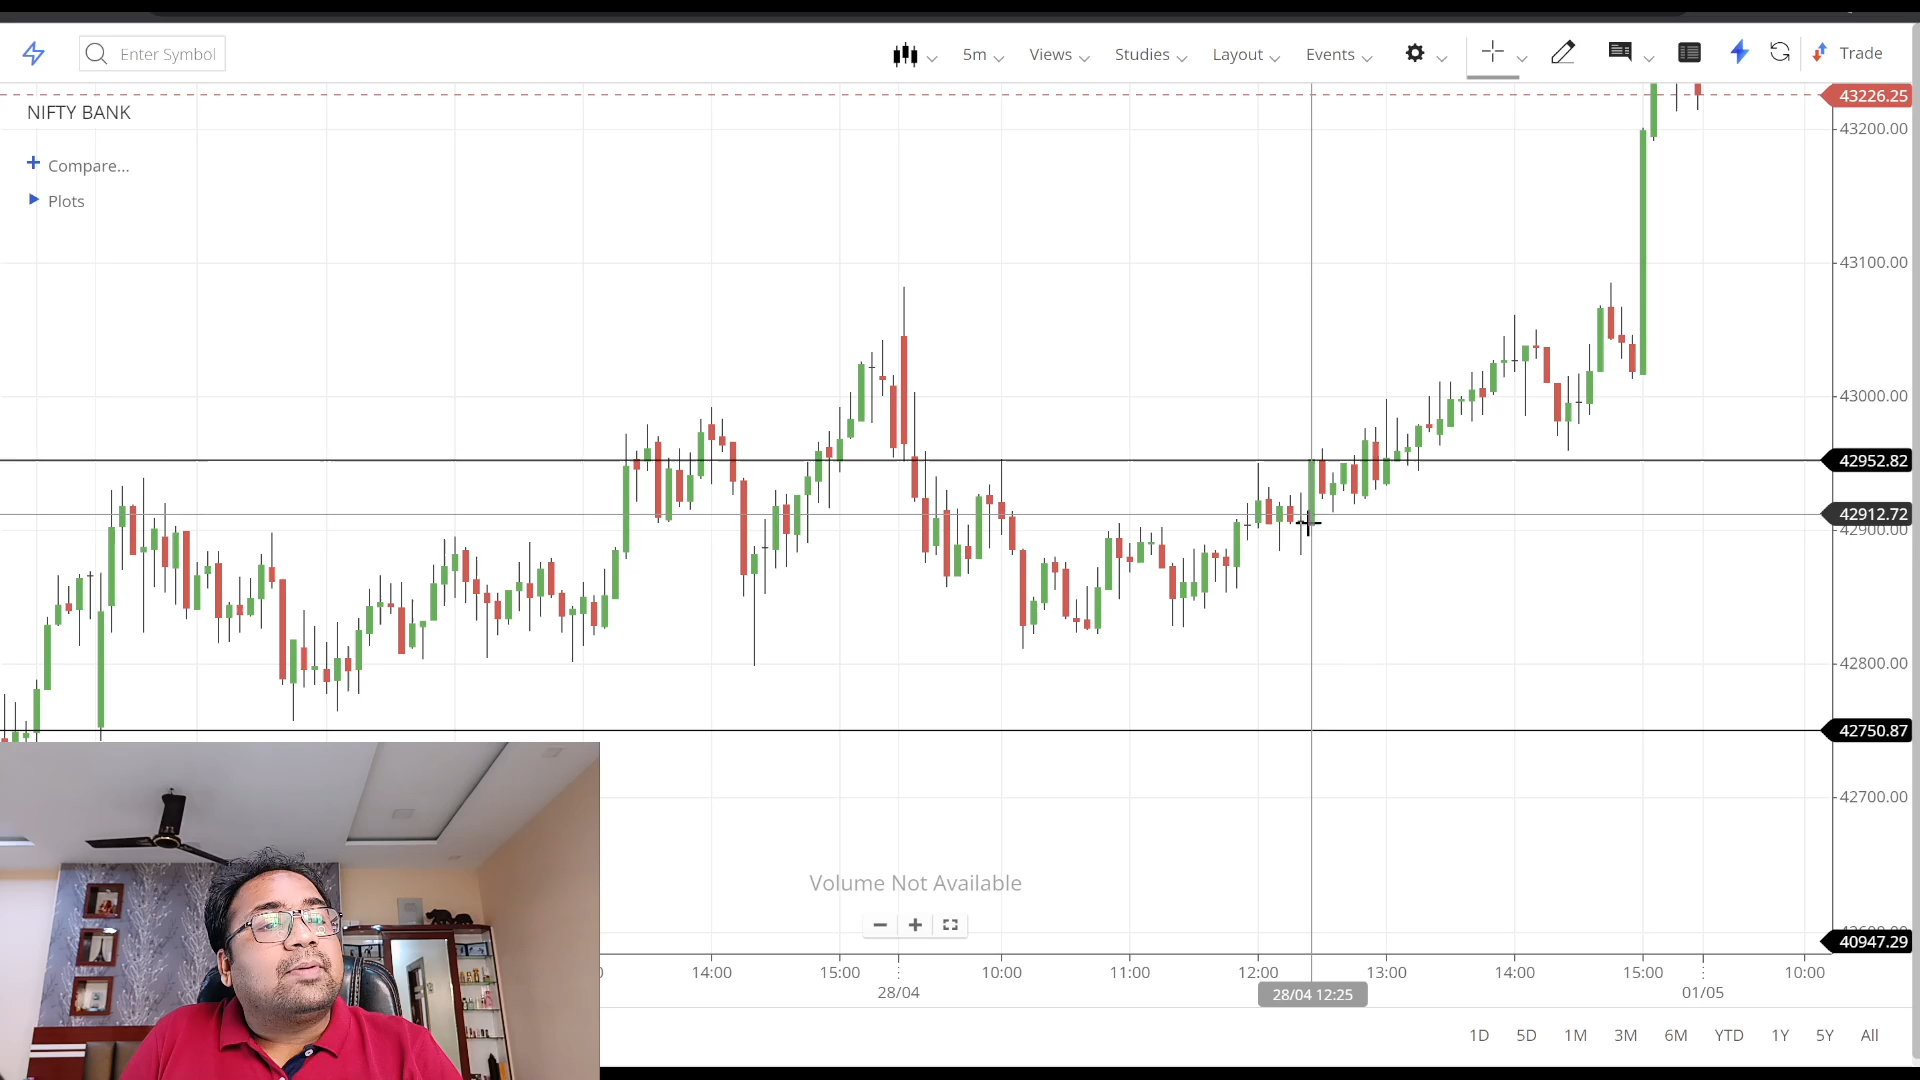 Enter Symbol
5m
Views
Studies
Layout
Events
Trade
NIFTY BANK
Compare...
Plots
43226.25
43200.00
43100.00
43000.00
42952.82
42912.72
42800.00
42750.87
42700.00
Volume Not Available
40947.29
14:00 15:00 10:00 11:00 12:00 13:00 14:00 15:00 10:00
28/04 28/04 12:25 01/05
1D 5D 1M 3M 6M YTD 1Y 5Y All